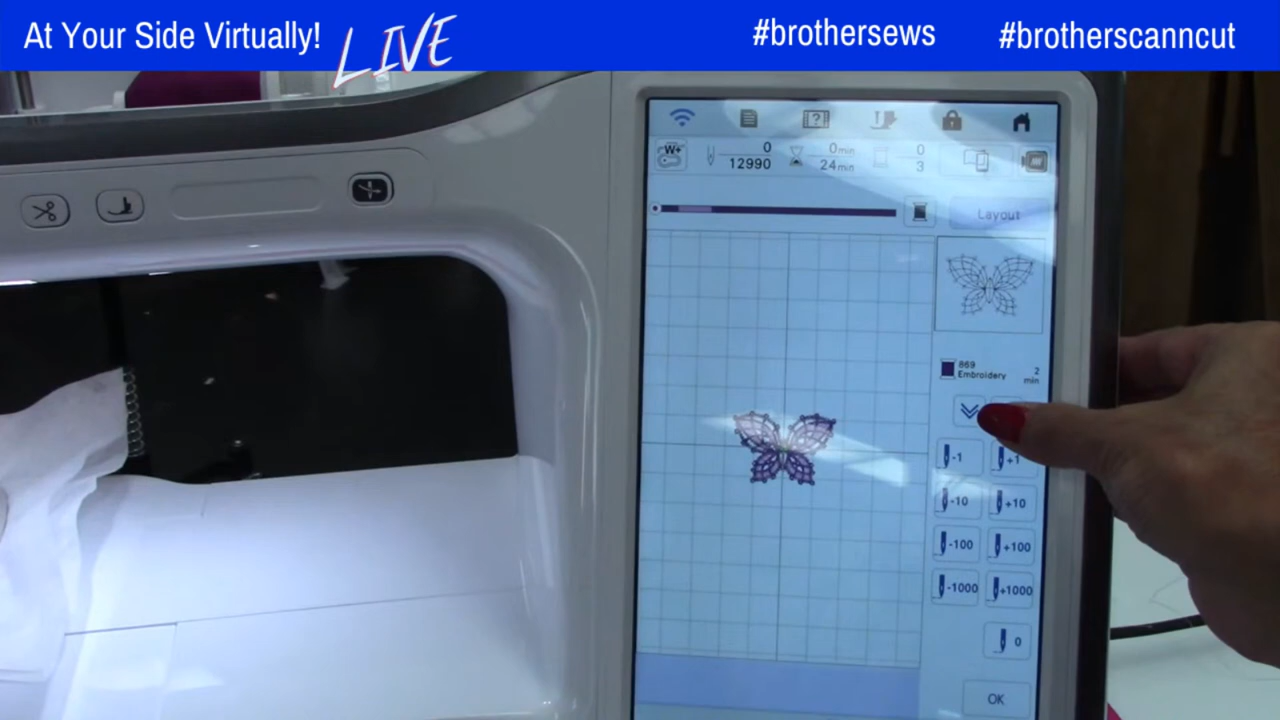 At Your Side Virtually! LIVE #brothersews #brotherscanncut
W+ 0 0min 0
12990 24min 3
Layout
869
Embroidery 2
min
-1 +1
-10 +10
-100 +100
-1000 +1000
0
OK